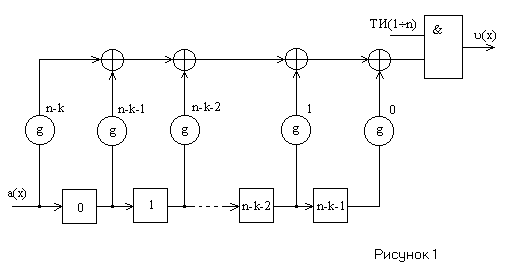 ТИ(1÷n)
&
υ(x)
n-k
n-k-1
n-k-2
1
0
g
g
g
g
g
a(x)
0
1
n-k-2
n-k-1
Рисунок 1